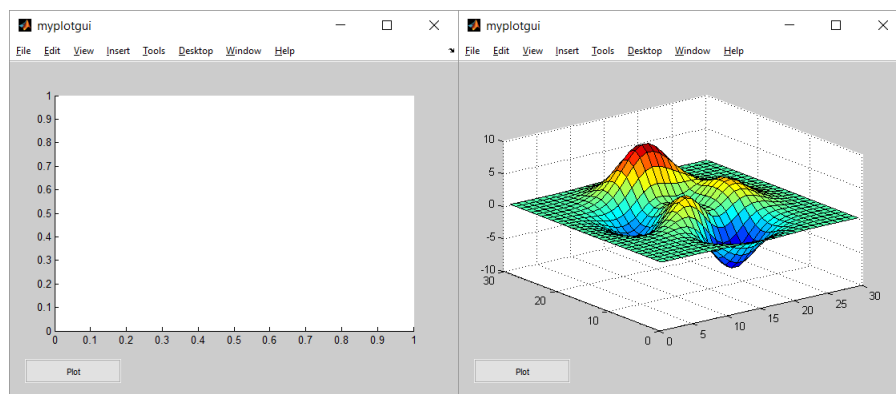 myplotgui
File Edit View Insert Tools Desktop Window Help
1
0.9
0.8
0.7
0.6
0.5
0.4
0.3
0.2
0.1
0
0 0.1 0.2 0.3 0.4 0.5 0.6 0.7 0.8 0.9 1
Plot
myplotgui
File Edit View Insert Tools Desktop Window Help
10
5
0
-5
-10
30
20
10
0
0 5 10 15 20 25 30
Plot